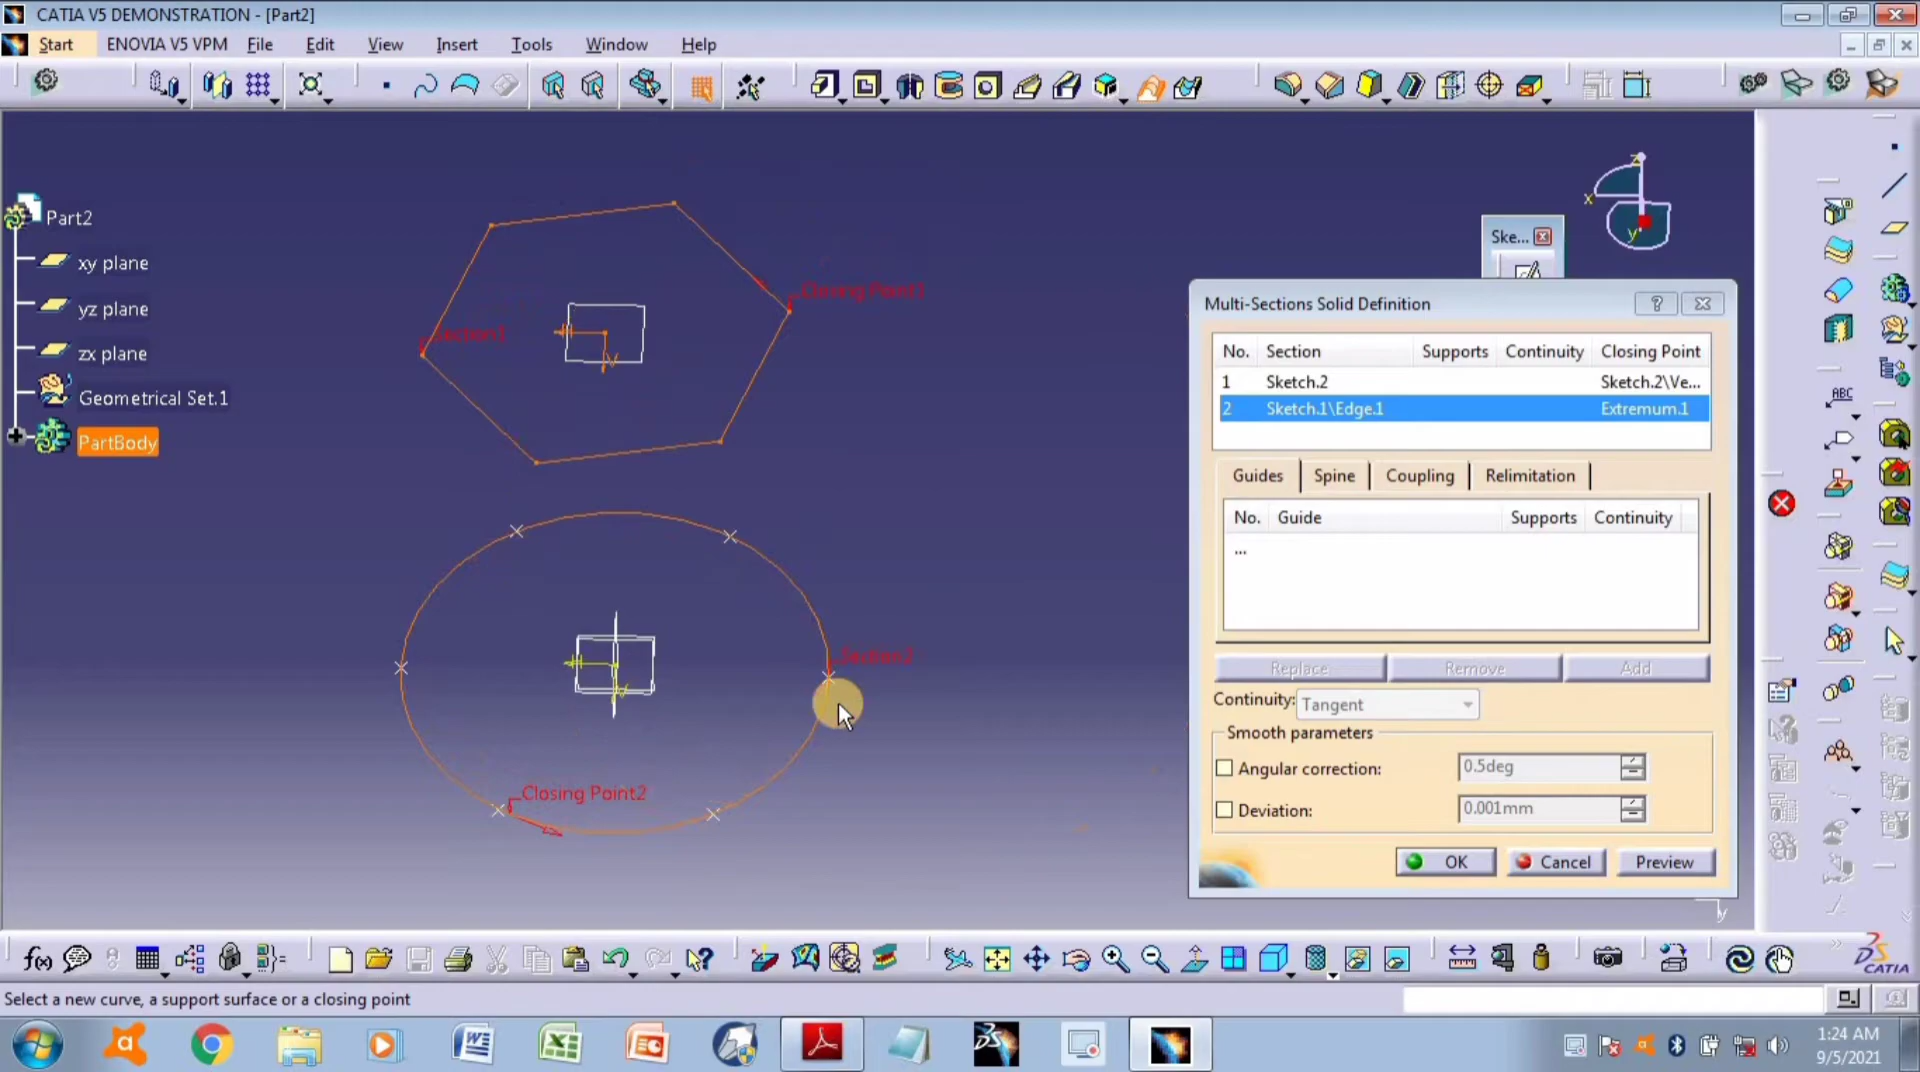 CATIA V5 DEMONSTRATION - [Part2]
Start ENOVIA V5 VPM File Edit View Insert Tools Window Help
Part2
xy plane
yz plane
zx plane
Geometrical Set.1
PartBody
Closing Point1
Section1
Section2
Closing Point2
z
x
y
H
V
H
V
Ske...
Multi-Sections Solid Definition
No. Section Supports Continuity Closing Point
1 Sketch.2 Sketch.2\Ve...
2 Sketch.1\Edge.1 Extremum.1
Guides Spine Coupling Relimitation
No. Guide Supports Continuity
...
Replace Remove Add
Continuity: Tangent
Smooth parameters
Angular correction: 0.5deg
Deviation: 0.001mm
OK Cancel Preview
ABC
y
f(x)
DS CATIA
Select a new curve, a support surface or a closing point
1:24 AM
9/5/2021